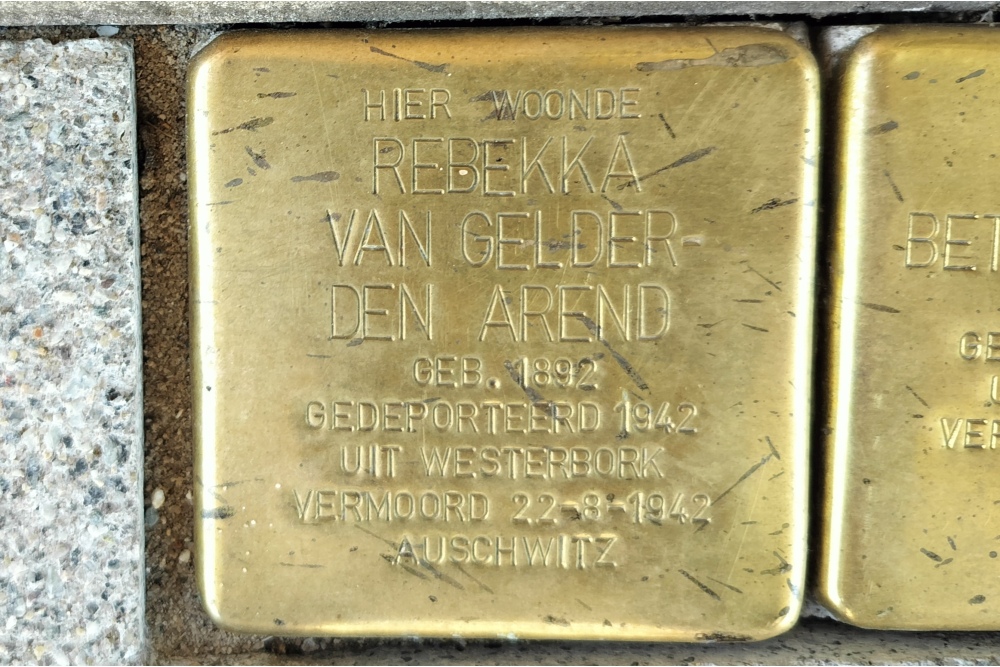 HIER WOONDE
REBEKKA
VAN GELDER-
DEN AREND
GEB. 1892
GEDEPORTEERD 1942
UIT WESTERBORK
VERMOORD 22-8-1942
AUSCHWITZ